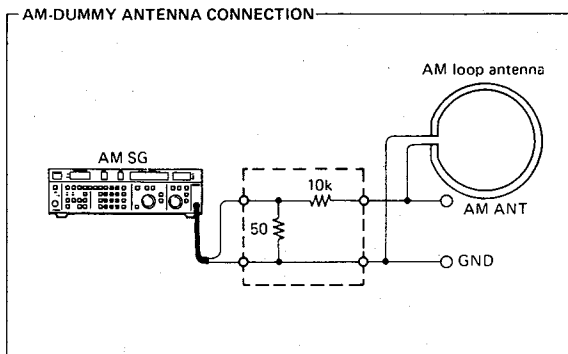 AM-DUMMY ANTENNA CONNECTION
AM loop antenna
AM SG
10k
50
AM ANT
GND